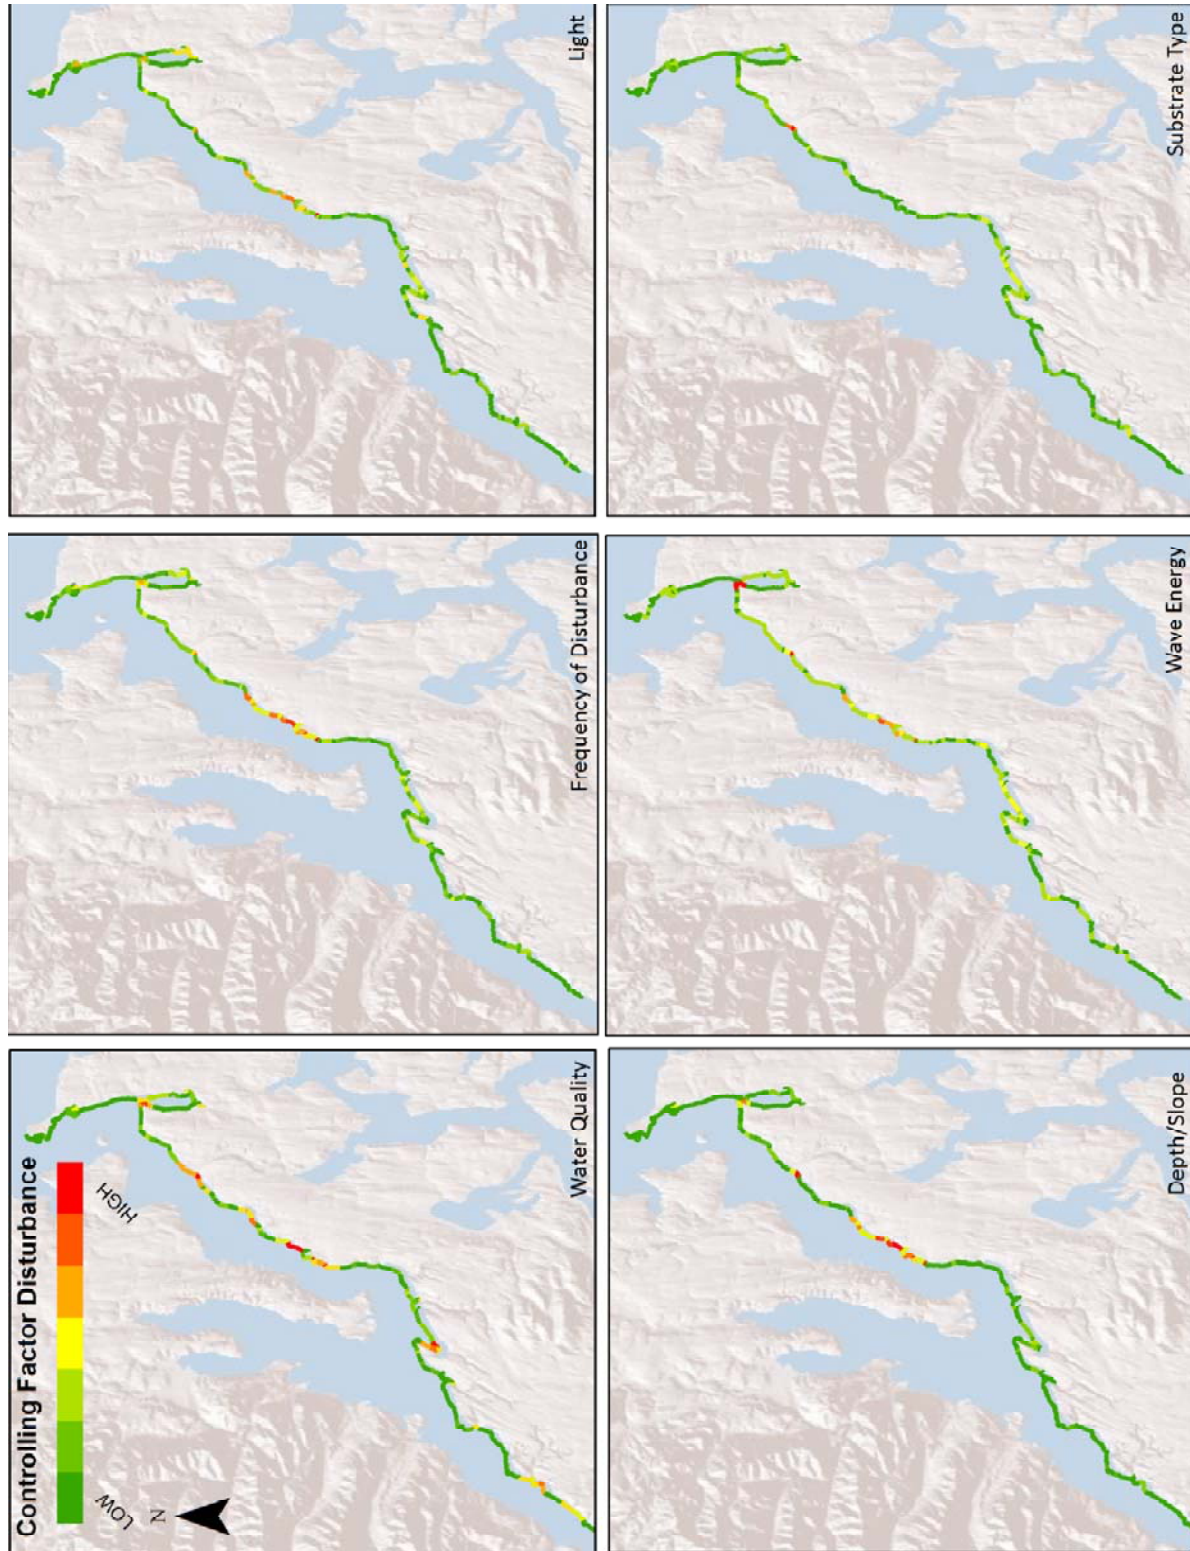 Controlling Factor Disturbance
LOW
HIGH
N
Water Quality
Frequency of Disturbance
Light
Depth/Slope
Wave Energy
Substrate Type